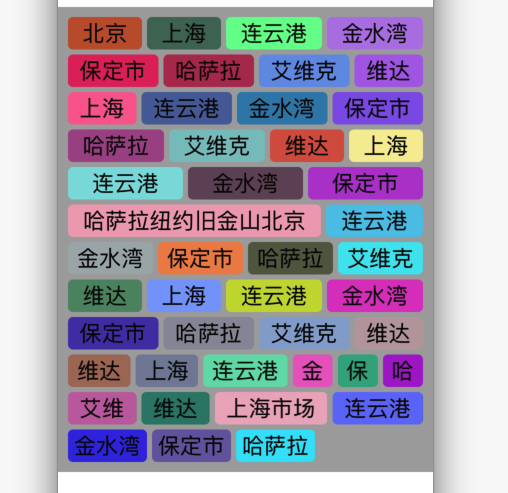 北京 上海 连云港 金水湾
保定市 哈萨拉 艾维克 维达
上海 连云港 金水湾 保定市
哈萨拉 艾维克 维达 上海
连云港 金水湾 保定市
哈萨拉纽约旧金山北京 连云港
金水湾 保定市 哈萨拉 艾维克
维达 上海 连云港 金水湾
保定市 哈萨拉 艾维克 维达
维达 上海 连云港 金 保 哈
艾维 维达 上海市场 连云港
金水湾 保定市 哈萨拉